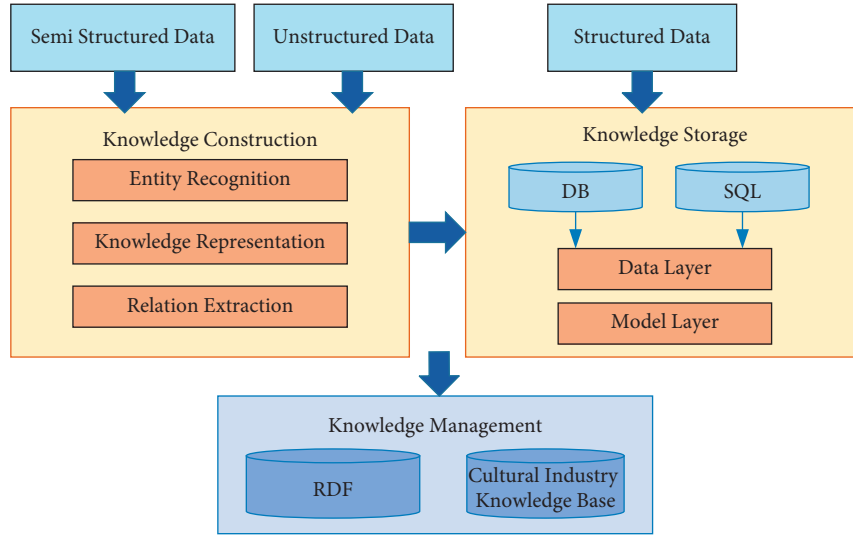 Semi Structured Data
Unstructured Data
Structured Data
Knowledge Construction
Entity Recognition
Knowledge Representation
Relation Extraction
Knowledge Storage
DB
SQL
Data Layer
Model Layer
Knowledge Management
RDF
Cultural Industry
Knowledge Base